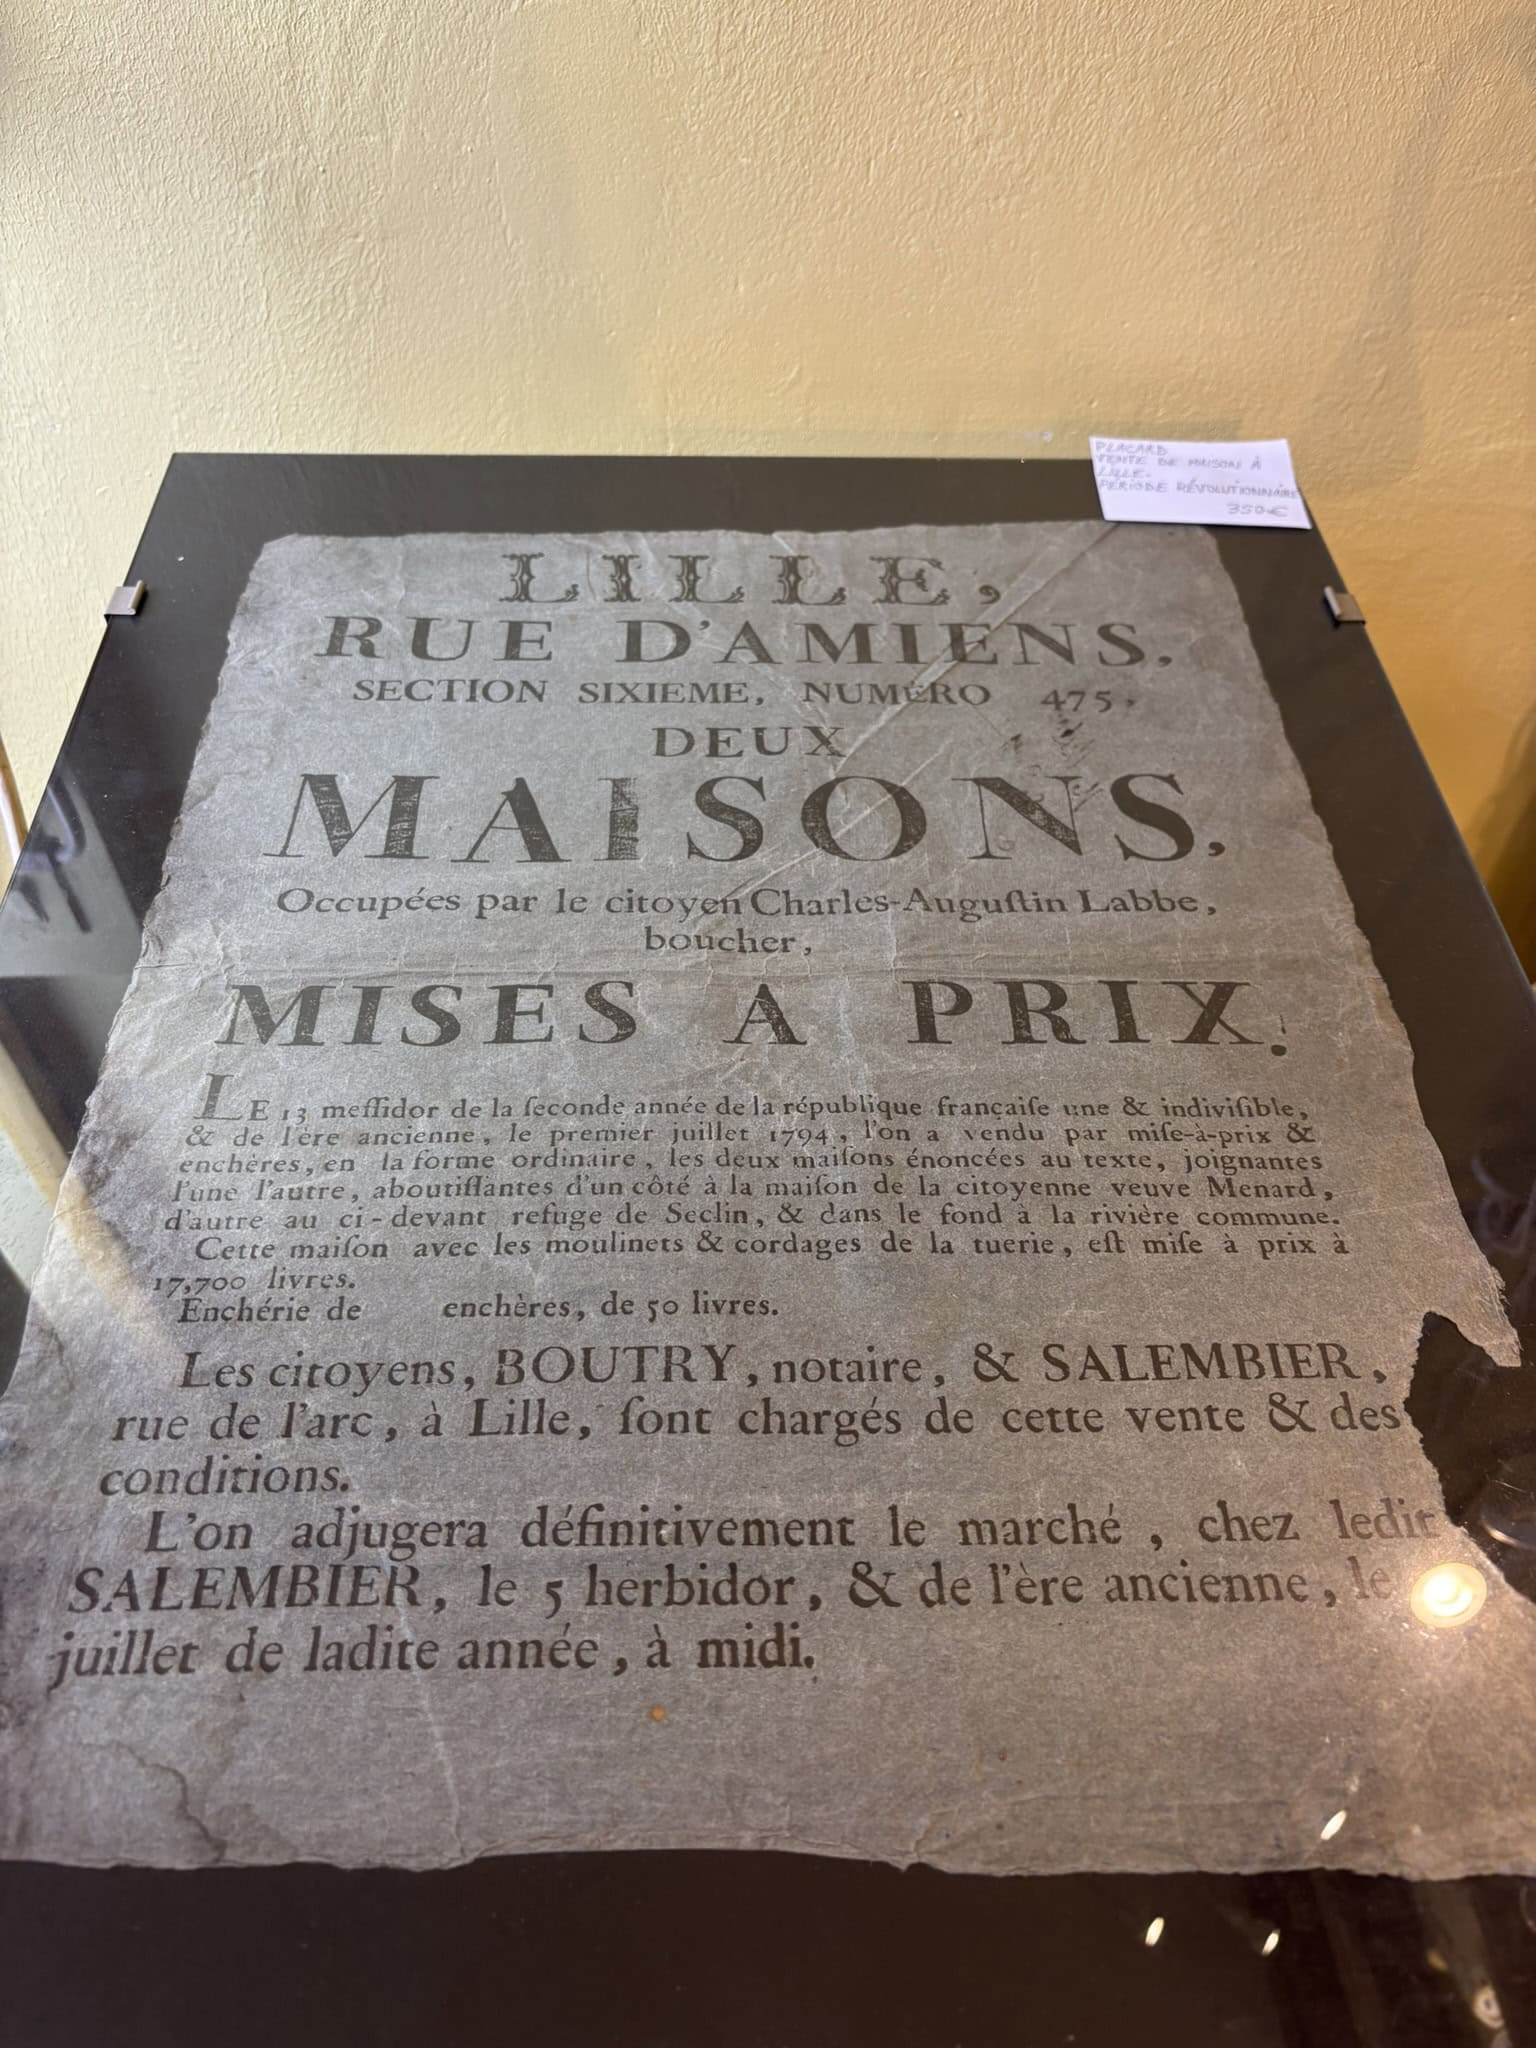 PLACARD
VENTE DE MAISON À
LILLE.
PÉRIODE RÉVOLUTIONNAIRE
350€
LILLE,
RUE D'AMIENS,
SECTION SIXIEME, NUMERO 475,
DEUX
MAISONS,
Occupées par le citoyen Charles-Auguſtin Labbe,
boucher,
MISES A PRIX.
LE 13 meſſidor de la ſeconde année de la république françaiſe une & indiviſible,
& de l'ère ancienne, le premier juillet 1794, l'on a vendu par miſe-à-prix &
enchères, en la forme ordinaire, les deux maiſons énoncées au texte, joignantes
l'une l'autre, aboutiſſantes d'un côté à la maiſon de la citoyenne veuve Menard,
d'autre au ci-devant refuge de Seclin, & dans le fond à la rivière commune.
Cette maiſon avec les moulinets & cordages de la tuerie, eſt miſe à prix à
17,700 livres.
Enchérie de enchères, de 50 livres.
Les citoyens, BOUTRY, notaire, & SALEMBIER,
rue de l'arc, à Lille, ſont chargés de cette vente & des
conditions.
L'on adjugera définitivement le marché, chez ledit
SALEMBIER, le 5 herbidor, & de l'ère ancienne, le
juillet de ladite année, à midi.